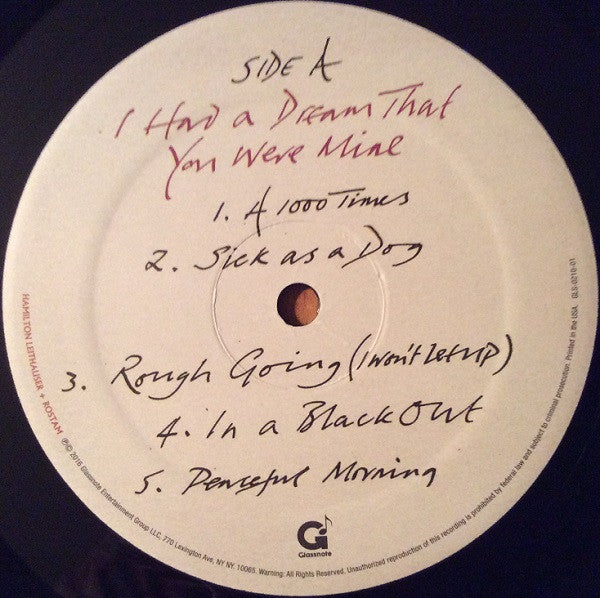 SIDE A
I Had a Dream That
You Were Mine
1. A 1000 Times
2. Sick as a Dog
3. Rough Going (I Won't Let Up)
4. In a Black Out
5. Peaceful Morning
G
Glassnote
HAMILTON LEITHAUSER + ROSTAM
℗© 2016 Glassnote Entertainment Group LLC, 770 Lexington Ave, NY NY. 10065. Warning: All Rights Reserved. Unauthorized reproduction of this recording is prohibited by federal law and subject to criminal prosecution. Printed in the USA. GLS-0210-01